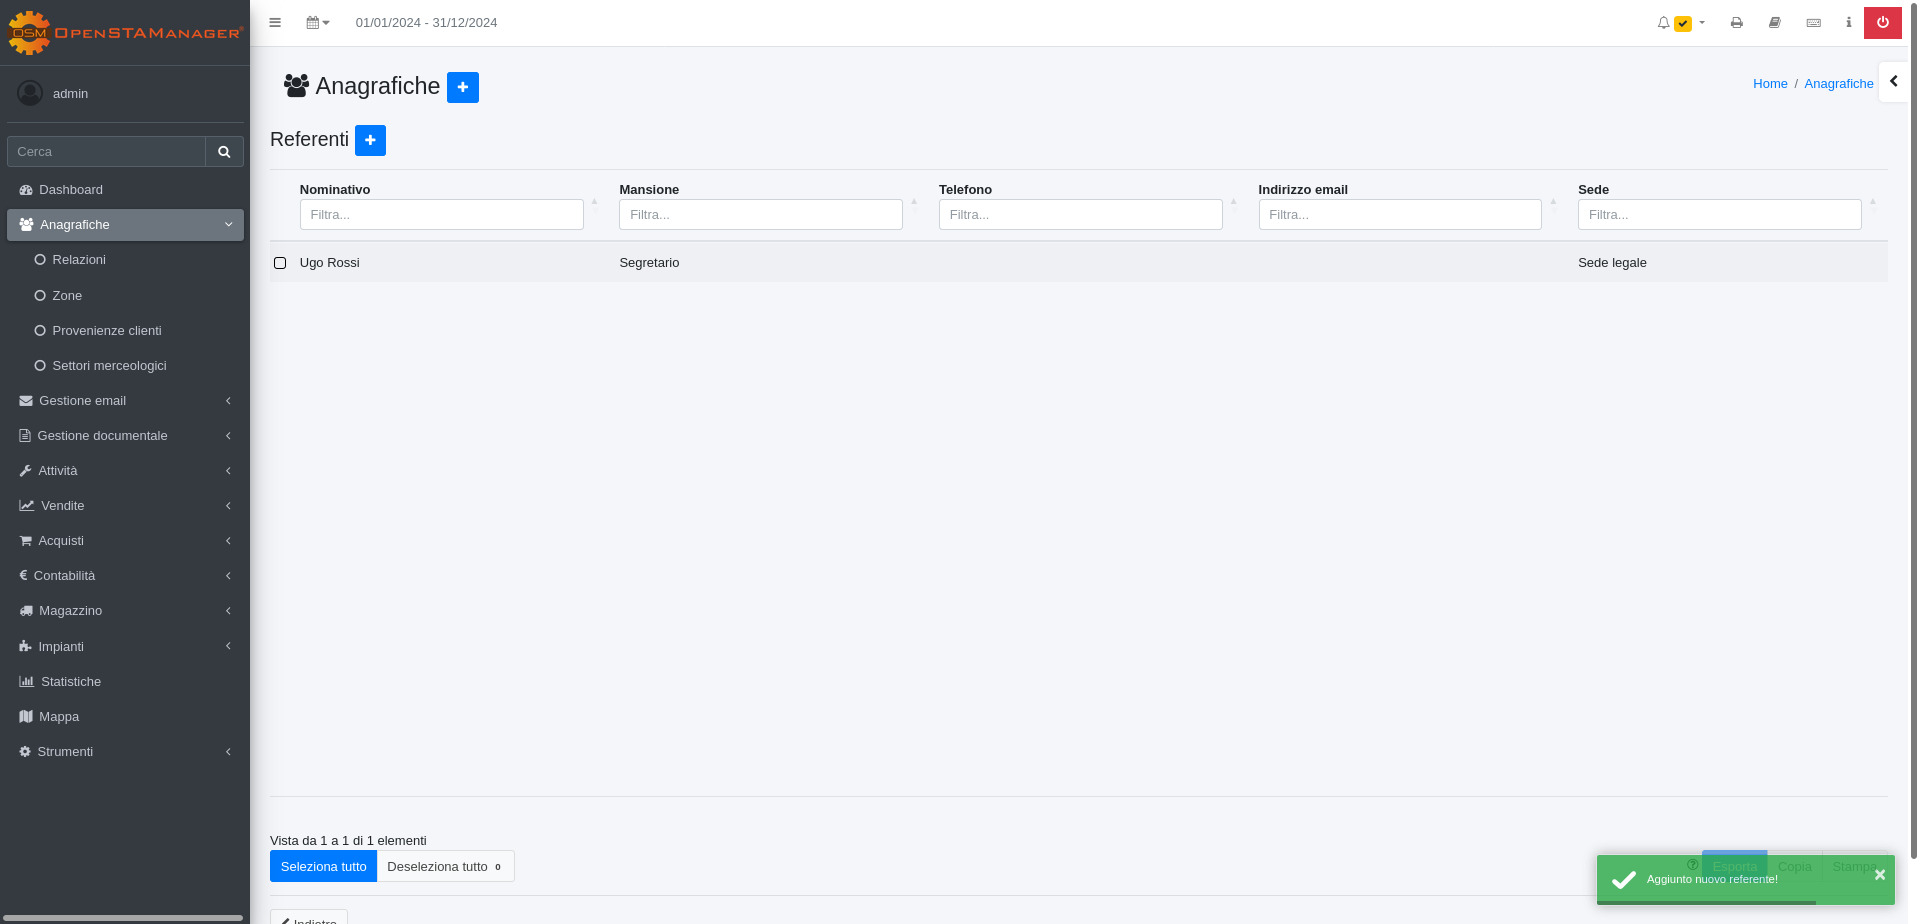 OSM OpenSTAManager
01/01/2024 - 31/12/2024
admin
Anagrafiche
Home / Anagrafiche
Referenti
Cerca
Nominativo Mansione Telefono Indirizzo email Sede
Filtra... Filtra... Filtra... Filtra... Filtra...
Ugo Rossi Segretario Sede legale
Dashboard
Anagrafiche
Relazioni
Zone
Provenienze clienti
Settori merceologici
Gestione email
Gestione documentale
Attività
Vendite
Acquisti
Contabilità
Magazzino
Impianti
Statistiche
Mappa
Strumenti
Vista da 1 a 1 di 1 elementi
Seleziona tutto Deseleziona tutto 0
Esporta Copia Stampa
Aggiunto nuovo referente!
×
Indietro